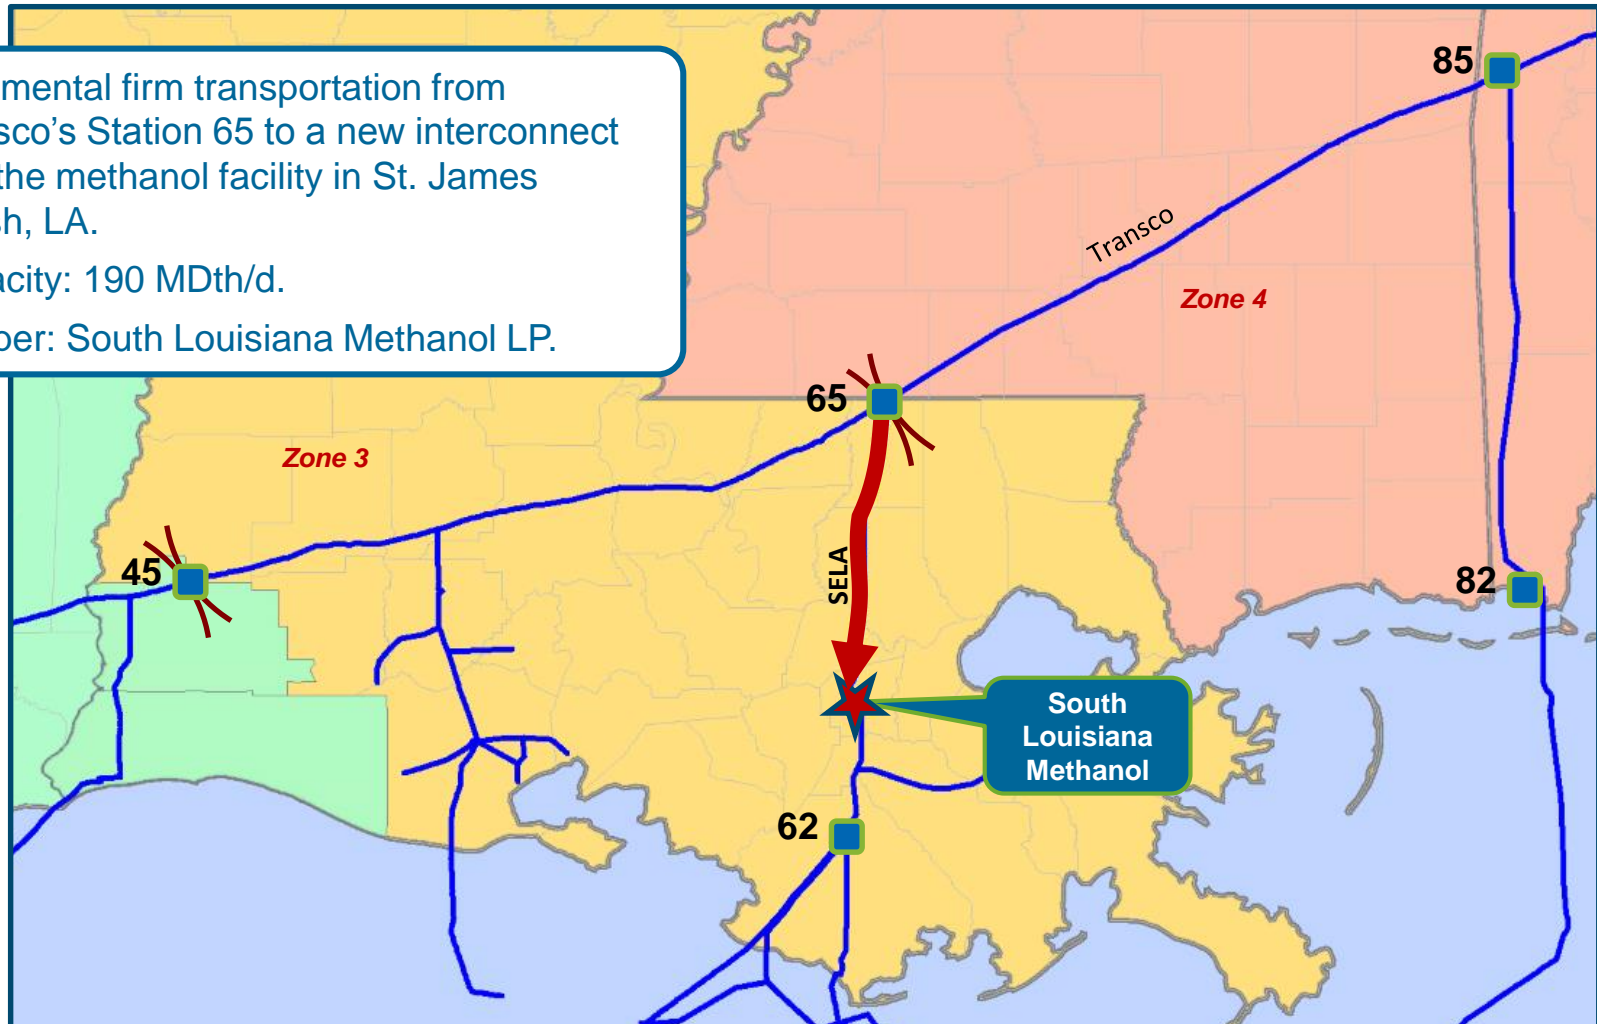 mental firm transportation from
sco's Station 65 to a new interconnect
the methanol facility in St. James
sh, LA.
acity: 190 MDth/d.
per: South Louisiana Methanol LP.
85
Transco
Zone 4
65
Zone 3
45
SELA
82
South
Louisiana
Methanol
62